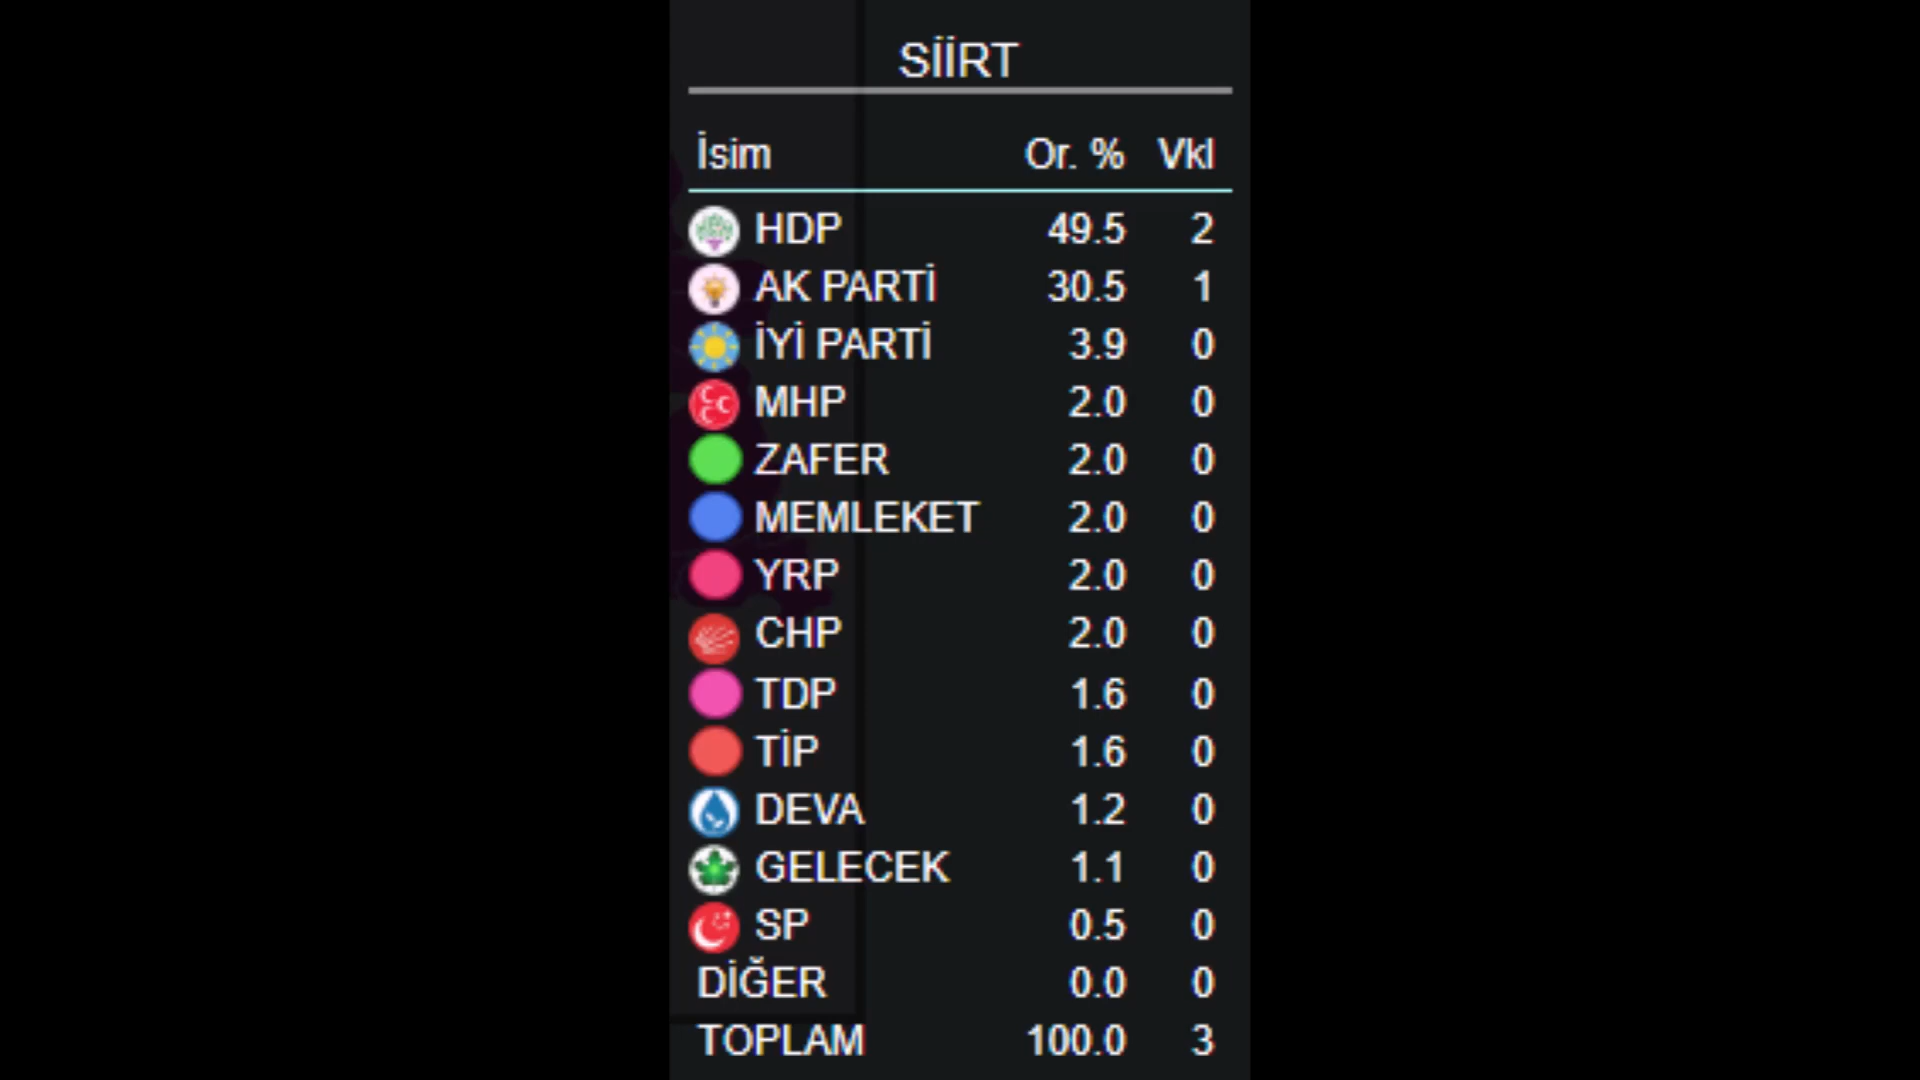 SİİRT
İsim Or. % Vkl
HDP 49.5 2
AK PARTİ 30.5 1
İYİ PARTİ 3.9 0
MHP 2.0 0
ZAFER 2.0 0
MEMLEKET 2.0 0
YRP 2.0 0
CHP 2.0 0
TDP 1.6 0
TİP 1.6 0
DEVA 1.2 0
GELECEK 1.1 0
SP 0.5 0
DİĞER 0.0 0
TOPLAM 100.0 3